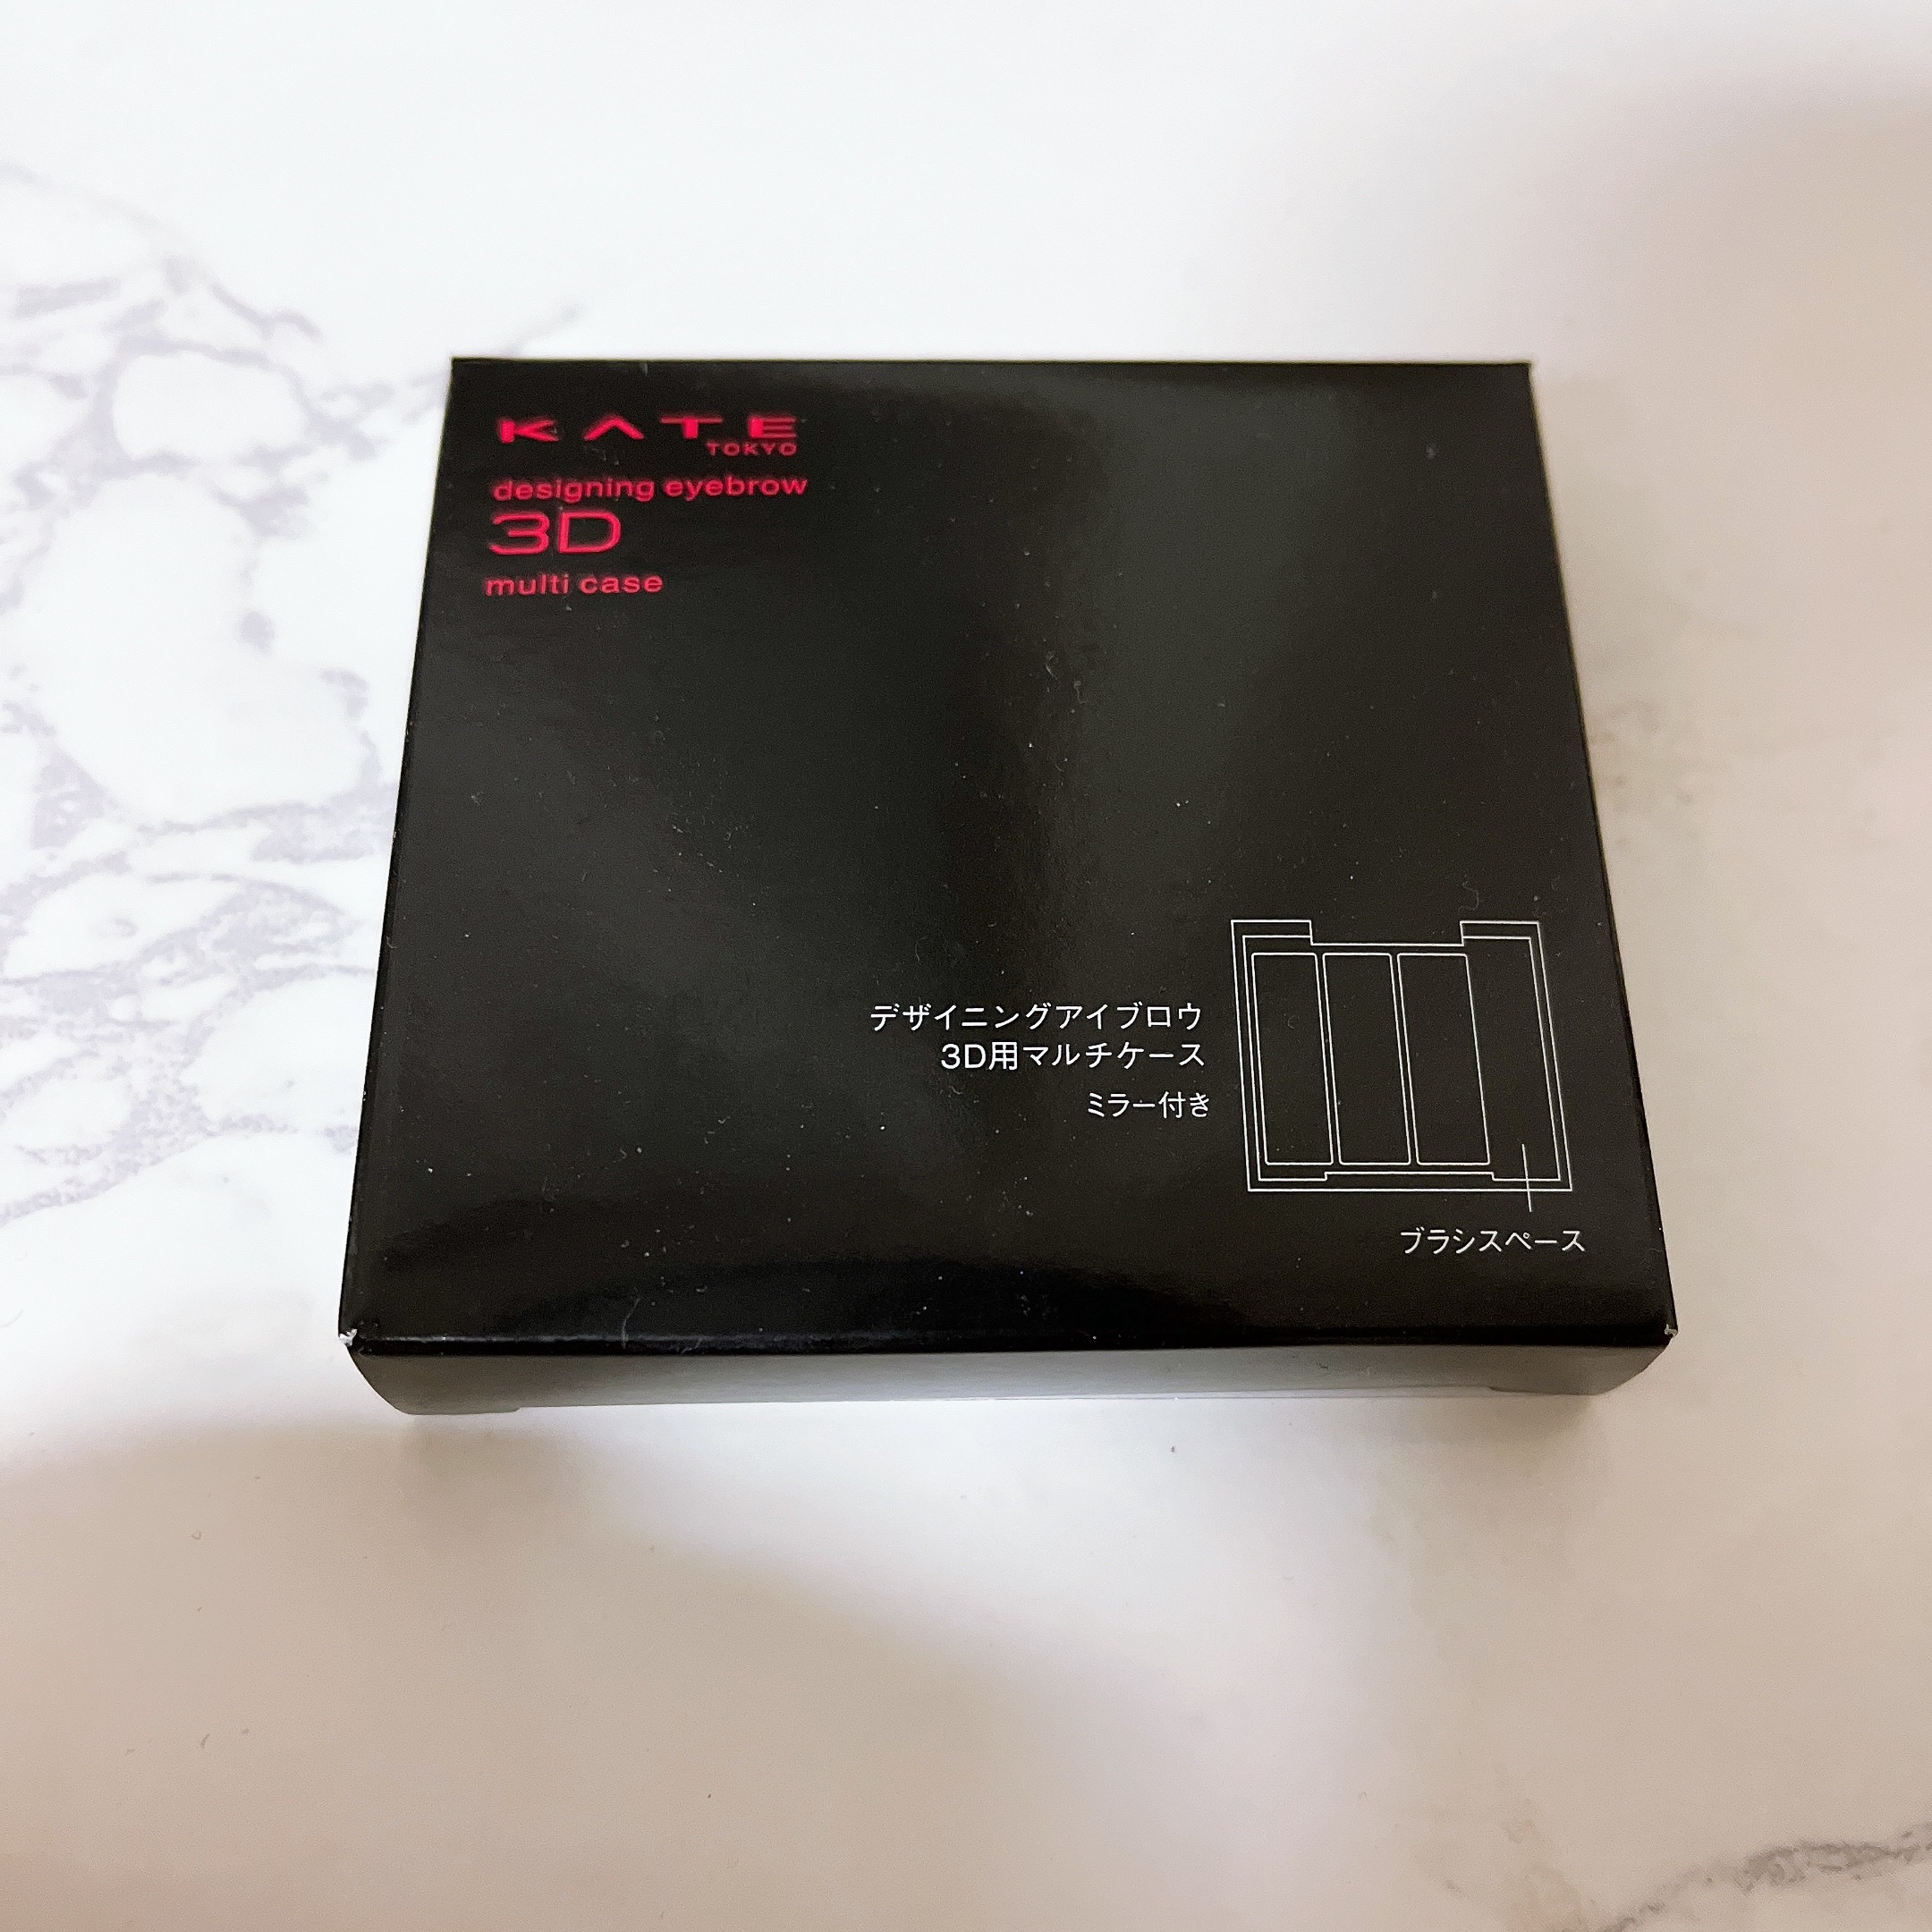 KATE
TOKYO
designing eyebrow
3D
multi case
デザイニングアイブロウ
3D用マルチケース
ミラー付き
ブラシスペース